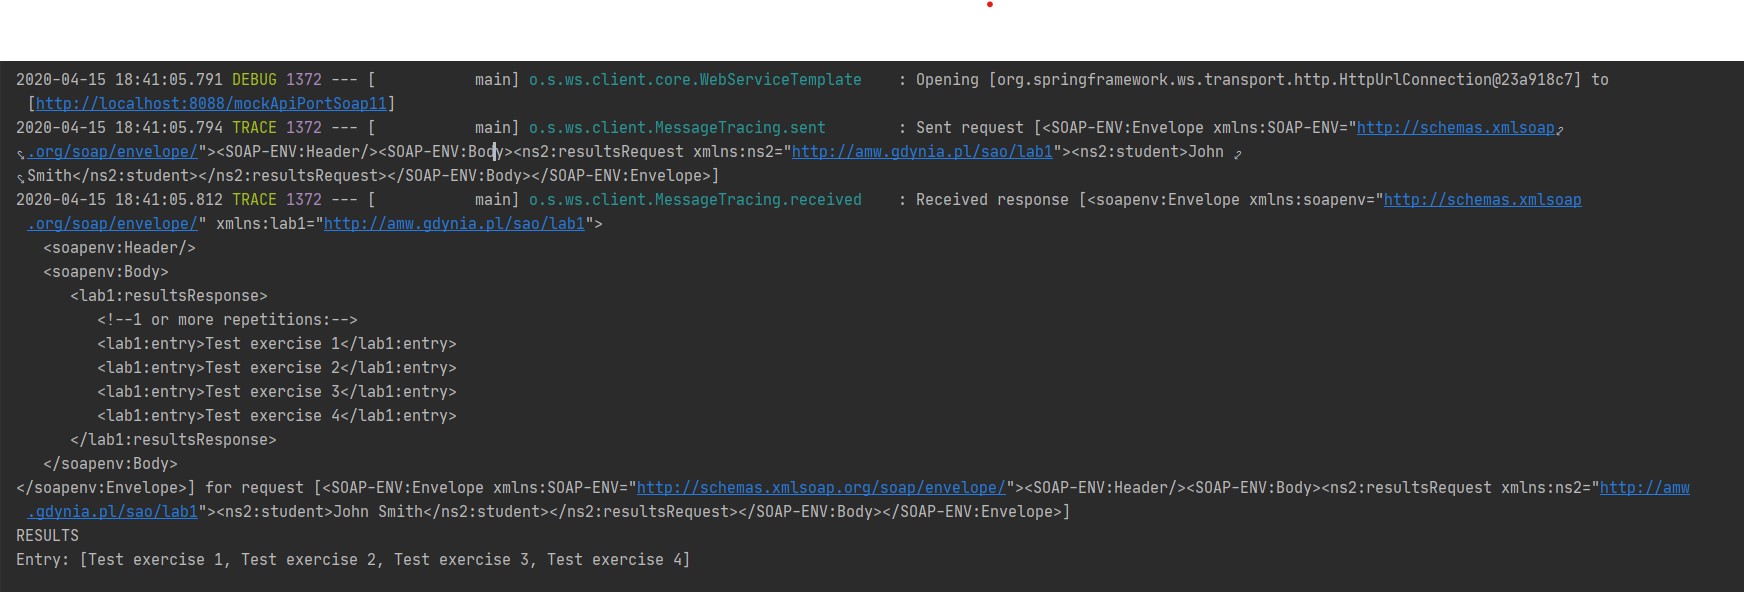 2020-04-15 18:41:05.791 DEBUG 1372 --- [           main] o.s.ws.client.core.WebServiceTemplate    : Opening [org.springframework.ws.transport.http.HttpUrlConnection@23a918c7] to
[http://localhost:8088/mockApiPortSoap11]
2020-04-15 18:41:05.794 TRACE 1372 --- [           main] o.s.ws.client.MessageTracing.sent        : Sent request [<SOAP-ENV:Envelope xmlns:SOAP-ENV="http://schemas.xmlsoap
.org/soap/envelope/"><SOAP-ENV:Header/><SOAP-ENV:Body><ns2:resultsRequest xmlns:ns2="http://amw.gdynia.pl/sao/lab1"><ns2:student>John
Smith</ns2:student></ns2:resultsRequest></SOAP-ENV:Body></SOAP-ENV:Envelope>]
2020-04-15 18:41:05.812 TRACE 1372 --- [           main] o.s.ws.client.MessageTracing.received    : Received response [<soapenv:Envelope xmlns:soapenv="http://schemas.xmlsoap
.org/soap/envelope/" xmlns:lab1="http://amw.gdynia.pl/sao/lab1">
   <soapenv:Header/>
   <soapenv:Body>
      <lab1:resultsResponse>
         <!--1 or more repetitions:-->
         <lab1:entry>Test exercise 1</lab1:entry>
         <lab1:entry>Test exercise 2</lab1:entry>
         <lab1:entry>Test exercise 3</lab1:entry>
         <lab1:entry>Test exercise 4</lab1:entry>
      </lab1:resultsResponse>
   </soapenv:Body>
</soapenv:Envelope>] for request [<SOAP-ENV:Envelope xmlns:SOAP-ENV="http://schemas.xmlsoap.org/soap/envelope/"><SOAP-ENV:Header/><SOAP-ENV:Body><ns2:resultsRequest xmlns:ns2="http://amw
.gdynia.pl/sao/lab1"><ns2:student>John Smith</ns2:student></ns2:resultsRequest></SOAP-ENV:Body></SOAP-ENV:Envelope>]
RESULTS
Entry: [Test exercise 1, Test exercise 2, Test exercise 3, Test exercise 4]